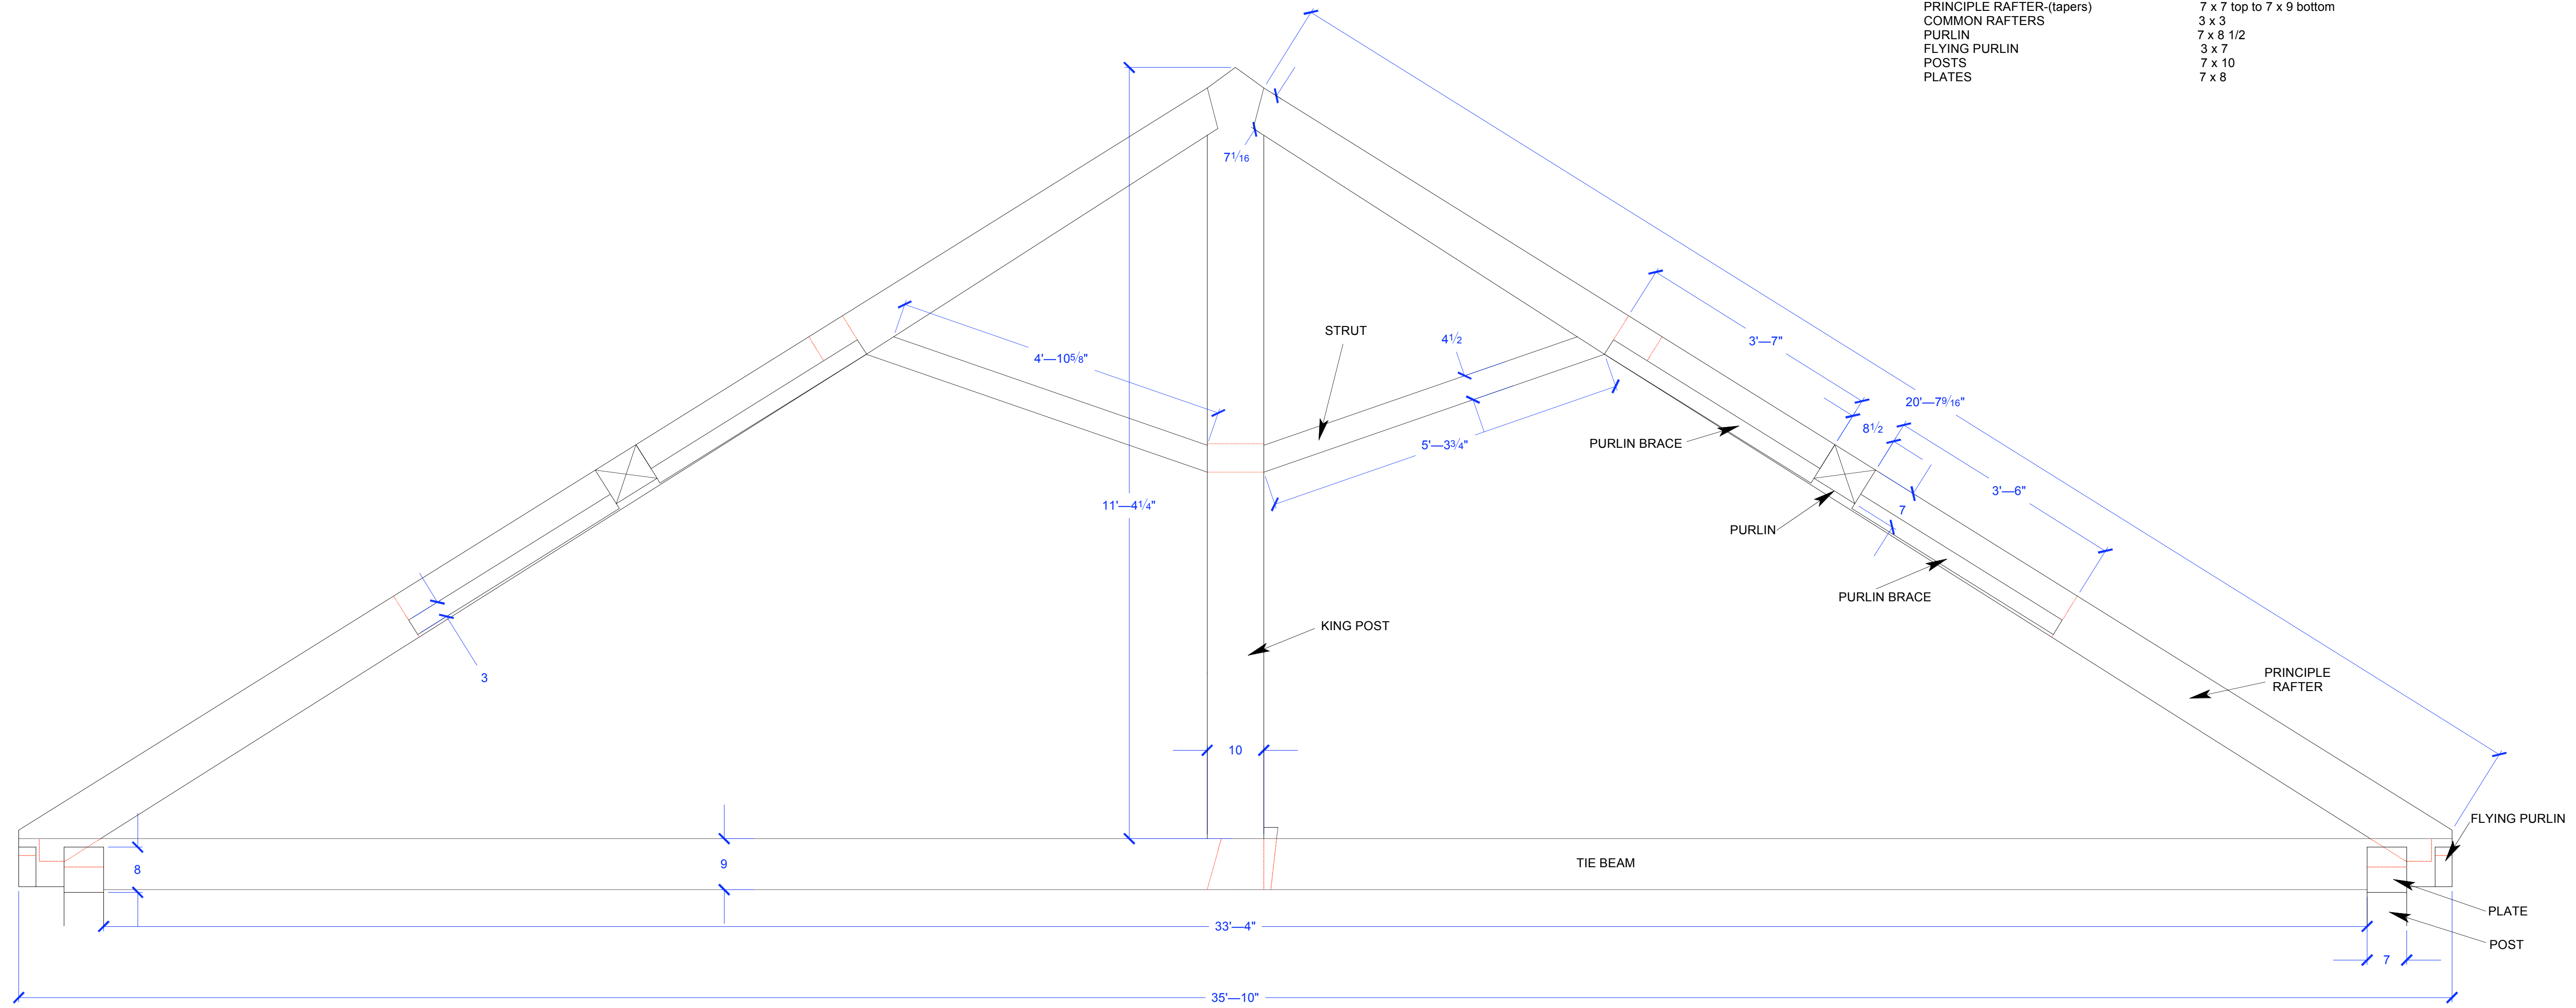 PRINCIPLE RAFTER-(tapers) 7 x 7 top to 7 x 9 bottom
COMMON RAFTERS 3 x 3
PURLIN 7 x 8 1/2
FLYING PURLIN 3 x 7
POSTS 7 x 10
PLATES 7 x 8
7 1/16
STRUT
4 1/2
3'—7"
4'—10 5/8"
20'—7 9/16"
8 1/2
PURLIN BRACE
5'—3 3/4"
3'—6"
11'—4 1/4"
7
PURLIN
PURLIN BRACE
KING POST
3
PRINCIPLE
RAFTER
10
FLYING PURLIN
8
9
TIE BEAM
PLATE
33'—4"
POST
7
35'—10"